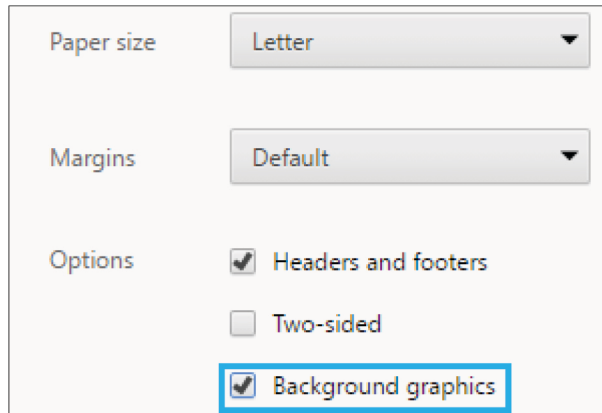 Paper size Letter
Margins Default
Options Headers and footers
Two-sided
Background graphics